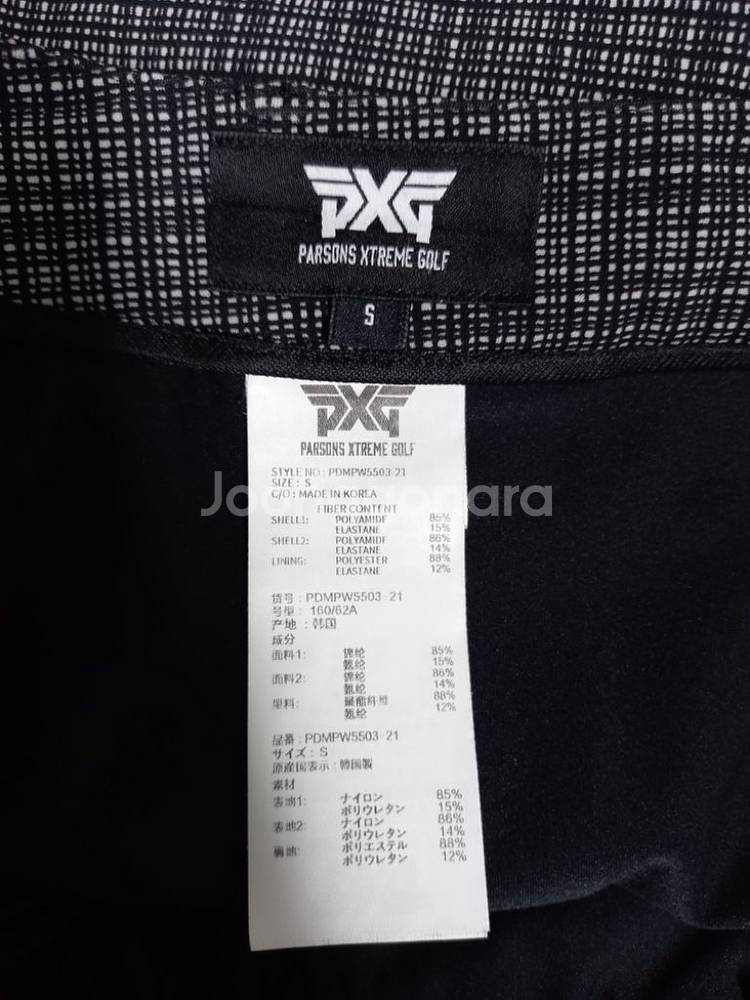 PXG
PARSONS XTREME GOLF
S
PXG
PARSONS XTREME GOLF
STYLE NO : PDMPW5503-21
SIZE : S
C/O : MADE IN KOREA
FIBER CONTENT
SHELL1: POLYAMIDE 85%
ELASTANE 15%
SHELL2: POLYAMIDE 86%
ELASTANE 14%
LINING: POLYESTER 88%
ELASTANE 12%
货号 : PDMPW5503-21
号型 : 160/62A
产地 : 韩国
成分
面料1: 锦纶 85%
氨纶 15%
面料2: 锦纶 86%
氨纶 14%
里料: 聚酯纤维 88%
氨纶 12%
品番 : PDMPW5503-21
サイズ : S
原産国表示 : 韓国製
素材
表地1: ナイロン 85%
ポリウレタン 15%
表地2: ナイロン 86%
ポリウレタン 14%
裏地: ポリエステル 88%
ポリウレタン 12%